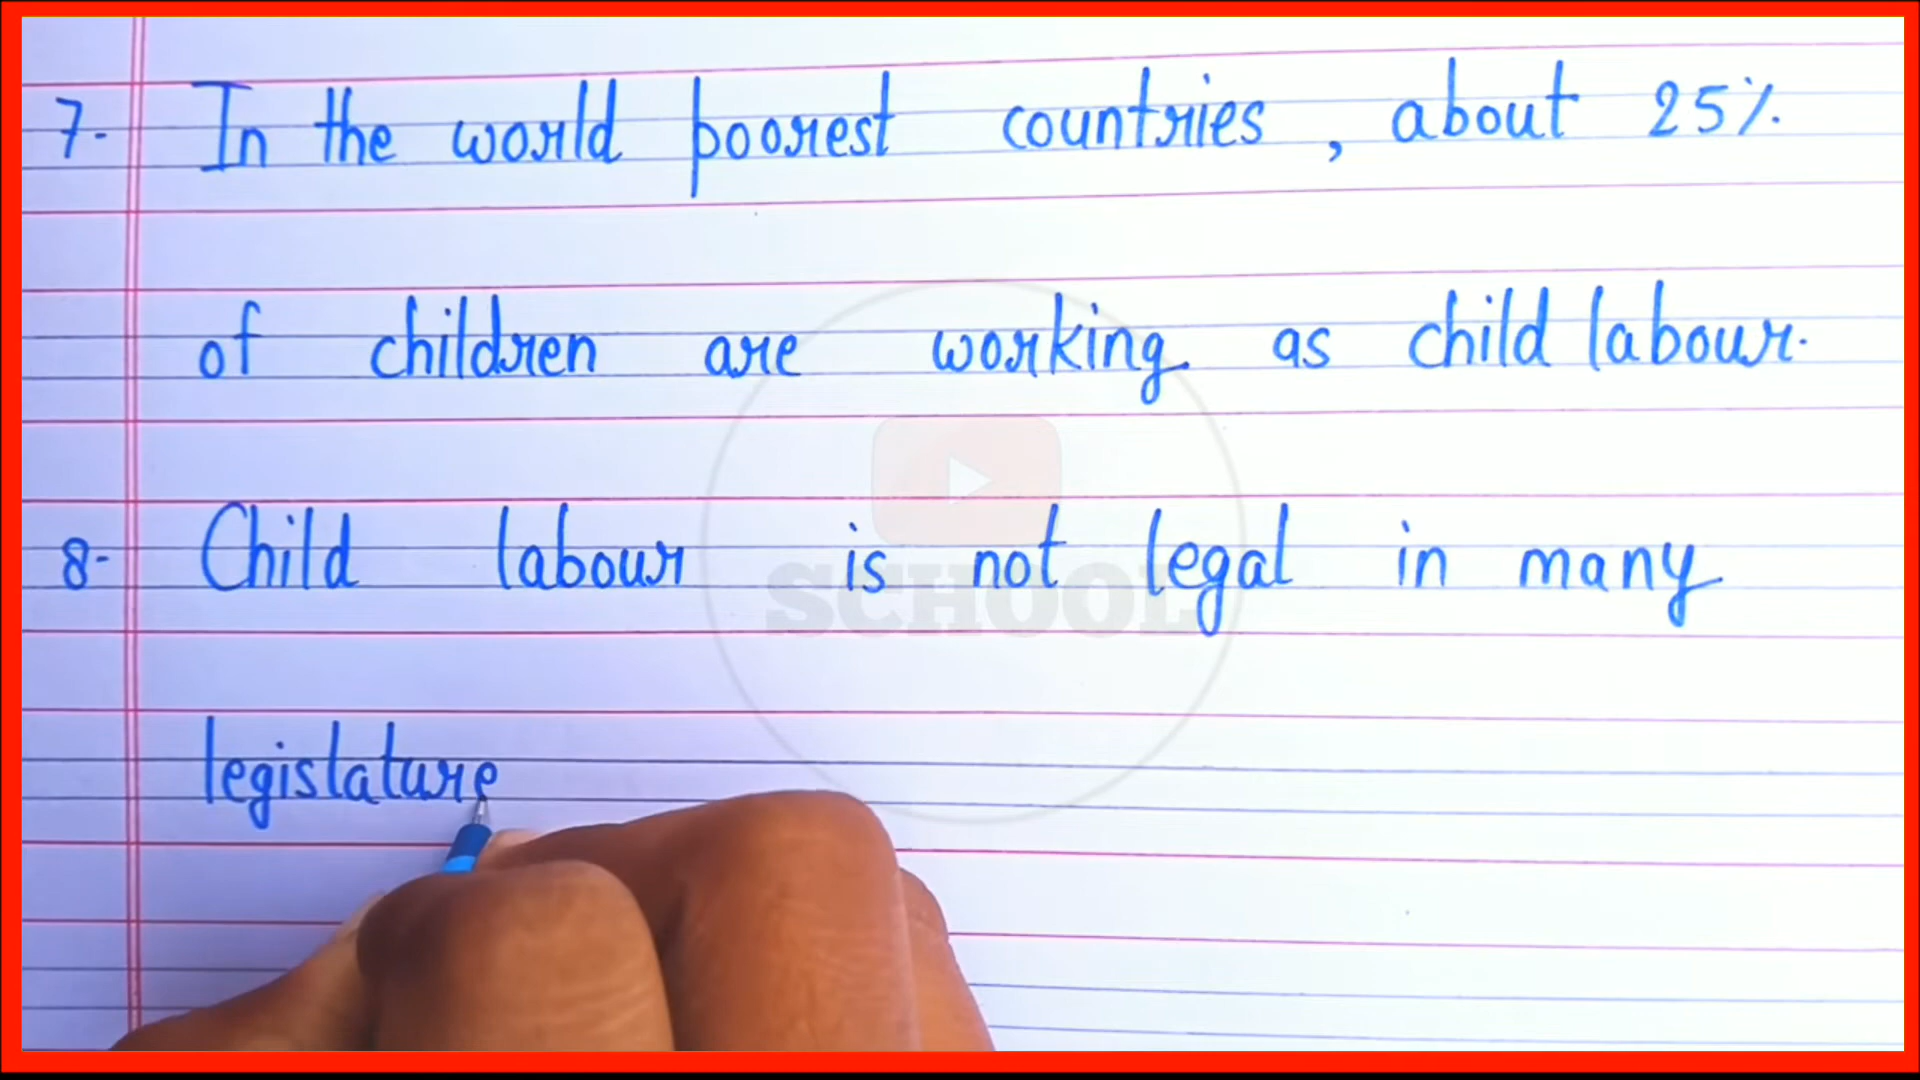 7- In the world poorest countries, about 25%
of children are working as child labour.
SCHOOL
8- Child labour is not legal in many
legislature